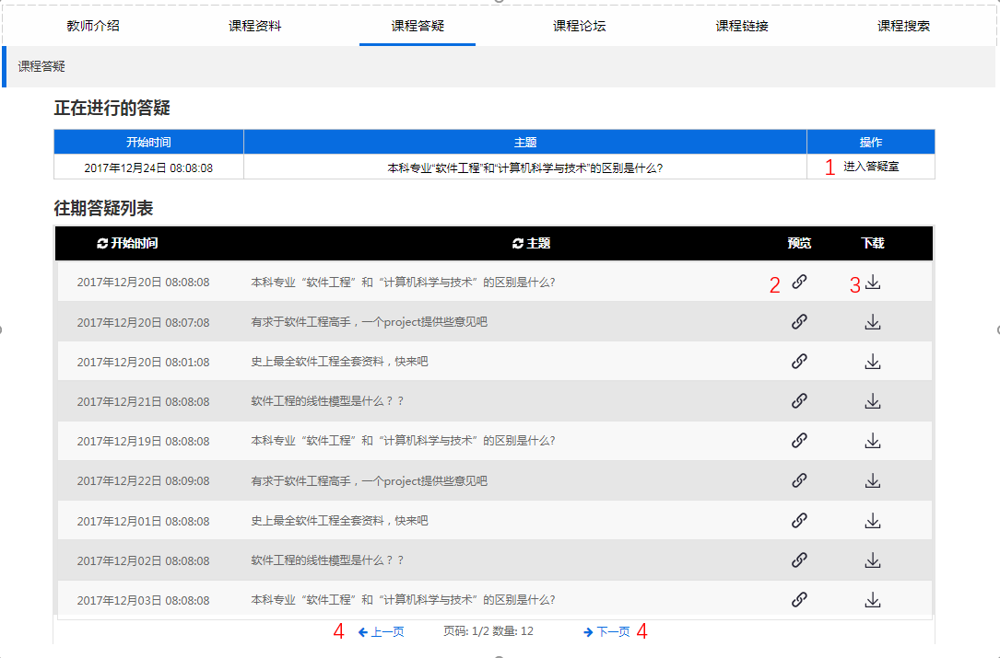 教师介绍 课程资料 课程答疑 课程论坛 课程链接 课程搜索
课程答疑
正在进行的答疑
开始时间 主题 操作
2017年12月24日 08:08:08 本科专业“软件工程”和“计算机科学与技术”的区别是什么? 1 进入答疑室
往期答疑列表
开始时间 主题 预览 下载
2017年12月20日 08:08:08 本科专业“软件工程”和“计算机科学与技术”的区别是什么? 2 3
2017年12月20日 08:07:08 有求于软件工程高手，一个project提供些意见吧
2017年12月20日 08:01:08 史上最全软件工程全套资料，快来吧
2017年12月21日 08:08:08 软件工程的线性模型是什么？？
2017年12月19日 08:08:08 本科专业“软件工程”和“计算机科学与技术”的区别是什么?
2017年12月22日 08:09:08 有求于软件工程高手，一个project提供些意见吧
2017年12月01日 08:08:08 史上最全软件工程全套资料，快来吧
2017年12月02日 08:08:08 软件工程的线性模型是什么？？
2017年12月03日 08:08:08 本科专业“软件工程”和“计算机科学与技术”的区别是什么?
4 上一页 页码: 1/2 数量: 12 下一页 4